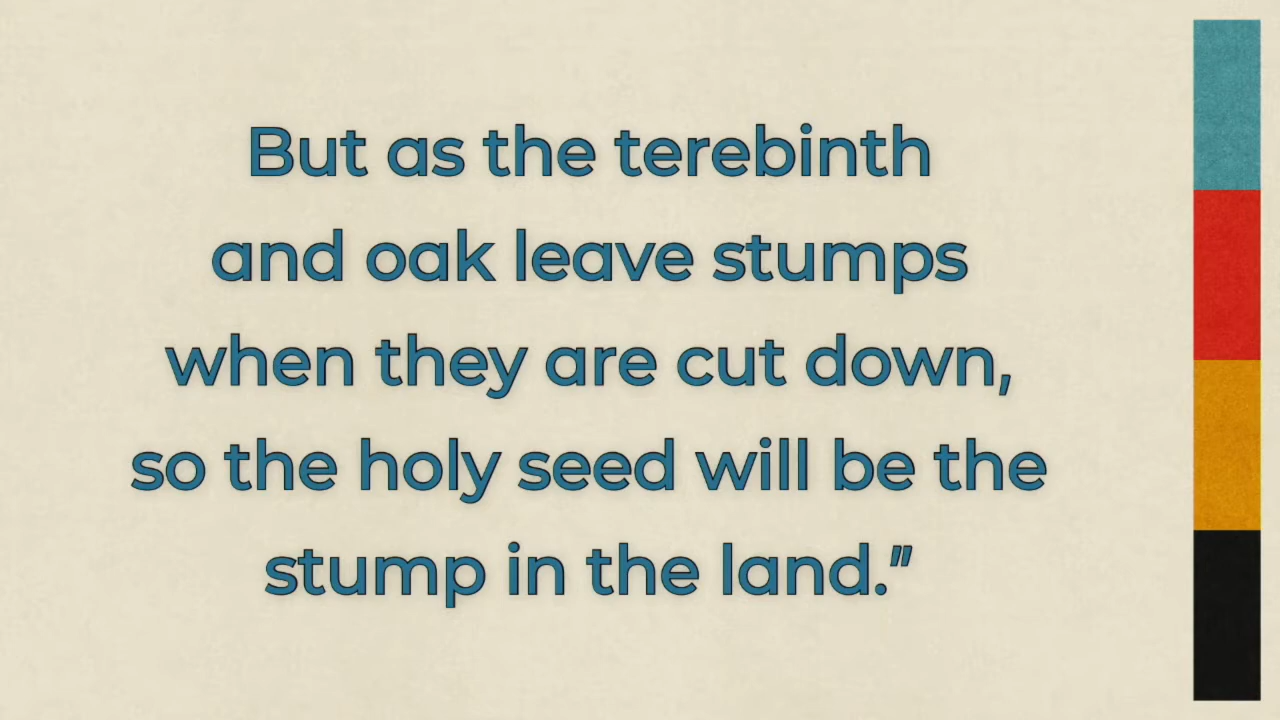 But as the terebinth
and oak leave stumps
when they are cut down,
so the holy seed will be the
stump in the land.”